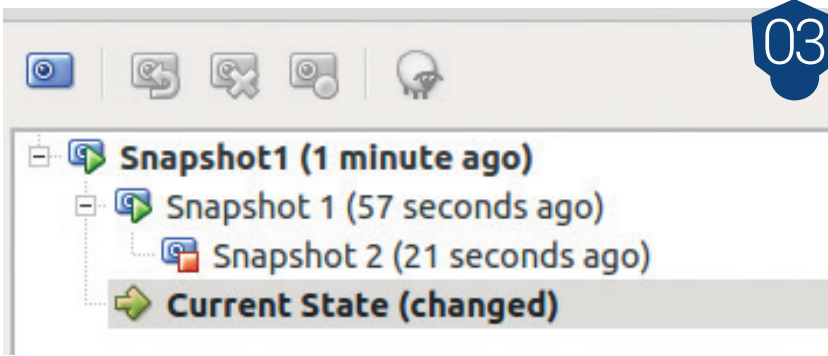 03
Snapshot1 (1 minute ago)
Snapshot 1 (57 seconds ago)
Snapshot 2 (21 seconds ago)
Current State (changed)